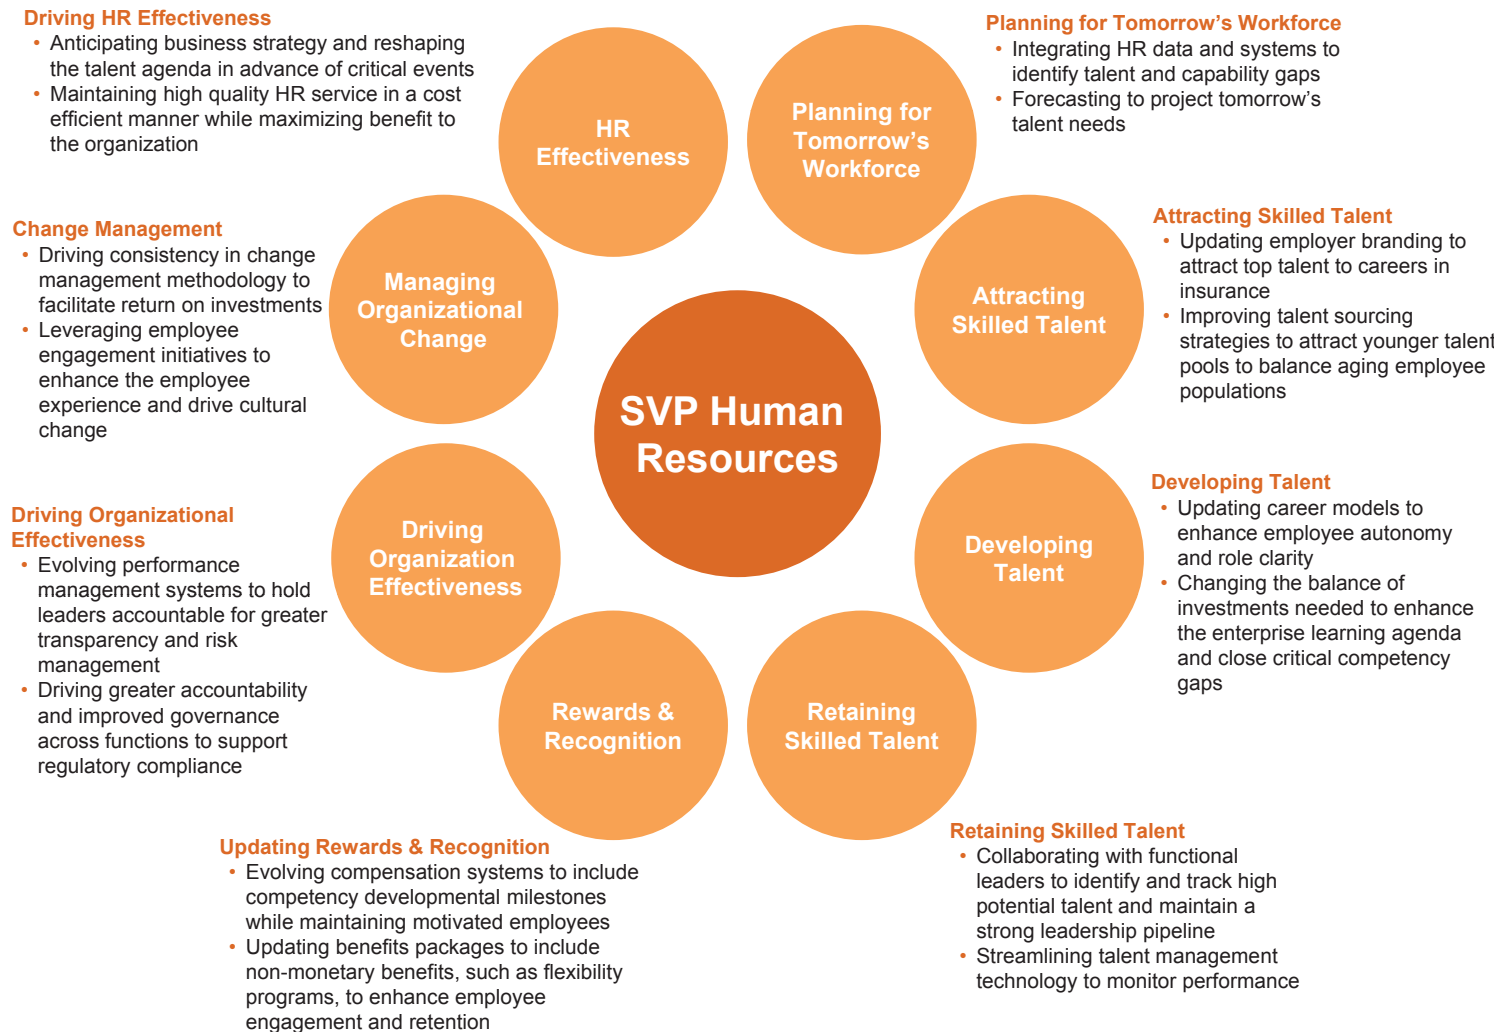 Driving HR Effectiveness
• Anticipating business strategy and reshaping
the talent agenda in advance of critical events
• Maintaining high quality HR service in a cost
efficient manner while maximizing benefit to
the organization
HR
Effectiveness
Planning for
Tomorrow’s
Workforce
Planning for Tomorrow’s Workforce
• Integrating HR data and systems to
identify talent and capability gaps
• Forecasting to project tomorrow’s
talent needs
Change Management
• Driving consistency in change
management methodology to
facilitate return on investments
• Leveraging employee
engagement initiatives to
enhance the employee
experience and drive cultural
change
Managing
Organizational
Change
Attracting
Skilled Talent
Attracting Skilled Talent
• Updating employer branding to
attract top talent to careers in
insurance
• Improving talent sourcing
strategies to attract younger talent
pools to balance aging employee
populations
SVP Human
Resources
Driving Organizational
Effectiveness
• Evolving performance
management systems to hold
leaders accountable for greater
transparency and risk
management
• Driving greater accountability
and improved governance
across functions to support
regulatory compliance
Driving
Organization
Effectiveness
Developing
Talent
Developing Talent
• Updating career models to
enhance employee autonomy
and role clarity
• Changing the balance of
investments needed to enhance
the enterprise learning agenda
and close critical competency
gaps
Rewards &
Recognition
Retaining
Skilled Talent
Updating Rewards & Recognition
• Evolving compensation systems to include
competency developmental milestones
while maintaining motivated employees
• Updating benefits packages to include
non-monetary benefits, such as flexibility
programs, to enhance employee
engagement and retention
Retaining Skilled Talent
• Collaborating with functional
leaders to identify and track high
potential talent and maintain a
strong leadership pipeline
• Streamlining talent management
technology to monitor performance